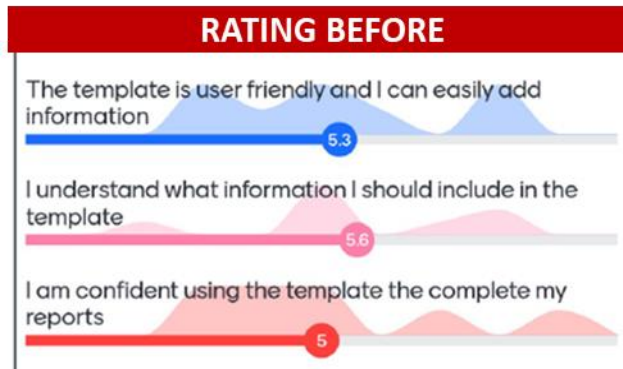 RATING BEFORE
The template is user friendly and I can easily add
information
5.3
I understand what information I should include in the
template
5.6
I am confident using the template the complete my
reports
5